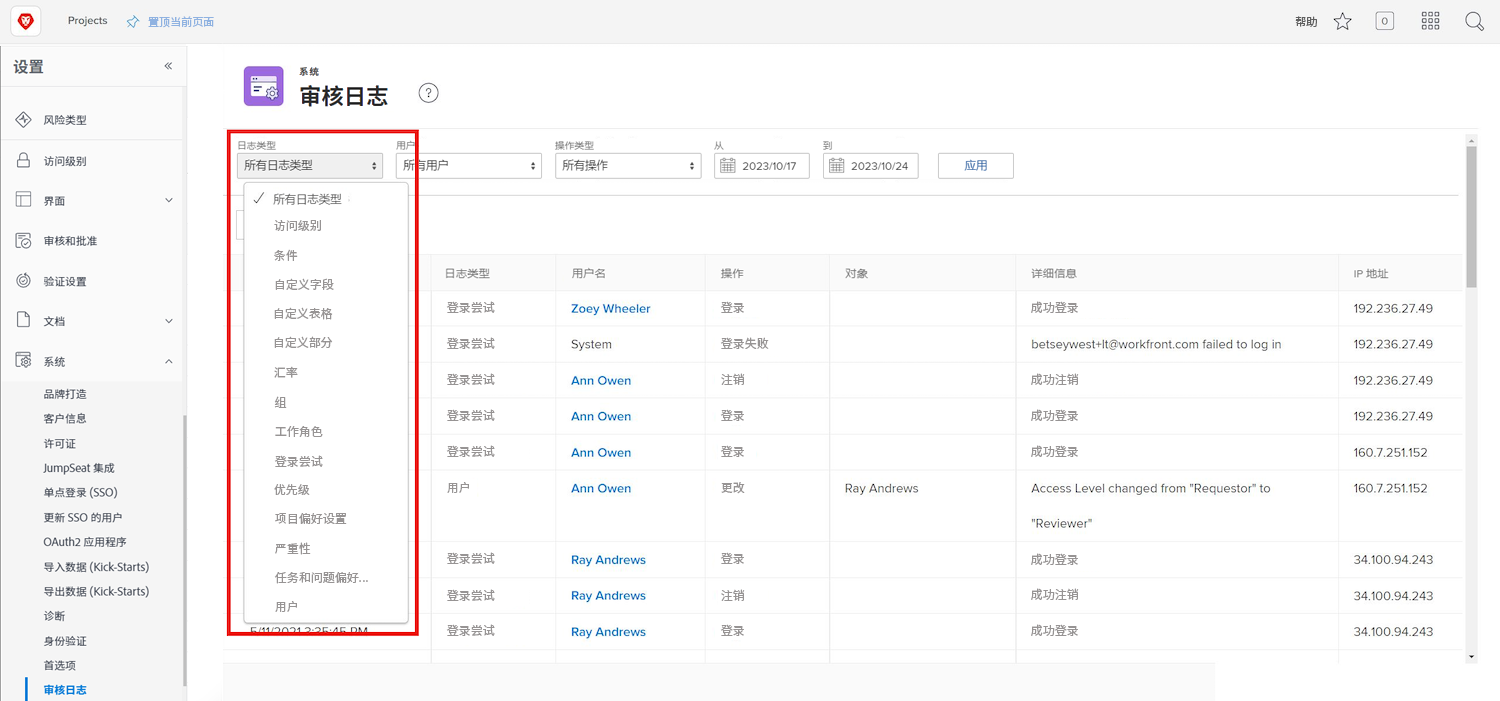 Projects
置顶当前页面
帮助
0
设置
«
风险类型
访问级别
界面
审核和批准
验证设置
文档
系统
品牌打造
客户信息
许可证
JumpSeat 集成
单点登录 (SSO)
更新 SSO 的用户
OAuth2 应用程序
导入数据 (Kick-Starts)
导出数据 (Kick-Starts)
诊断
身份验证
首选项
审核日志
系统
审核日志
?
日志类型 用户 操作类型 从 到
所有日志类型 所有用户 所有操作 2023/10/17 2023/10/24 应用
所有日志类型
访问级别
条件
自定义字段
自定义表格
自定义部分
汇率
组
工作角色
登录尝试
优先级
项目偏好设置
严重性
任务和问题偏好...
用户
5/11/2021 3:35:45 PM
日志类型 用户名 操作 对象 详细信息 IP 地址
登录尝试 Zoey Wheeler 登录 成功登录 192.236.27.49
登录尝试 System 登录失败 betseywest+lt@workfront.com failed to log in 192.236.27.49
登录尝试 Ann Owen 注销 成功注销 192.236.27.49
登录尝试 Ann Owen 登录 成功登录 192.236.27.49
登录尝试 Ann Owen 登录 成功登录 160.7.251.152
用户 Ann Owen 更改 Ray Andrews Access Level changed from "Requestor" to 160.7.251.152
"Reviewer"
登录尝试 Ray Andrews 登录 成功登录 34.100.94.243
登录尝试 Ray Andrews 注销 成功注销 34.100.94.243
登录尝试 Ray Andrews 登录 成功登录 34.100.94.243